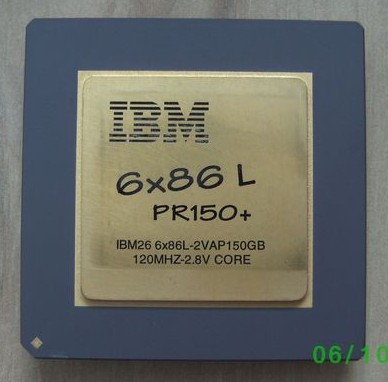 IBM
6x86 L
PR150+
IBM26 6x86L-2VAP150GB
120MHZ-2.8V CORE
06/10